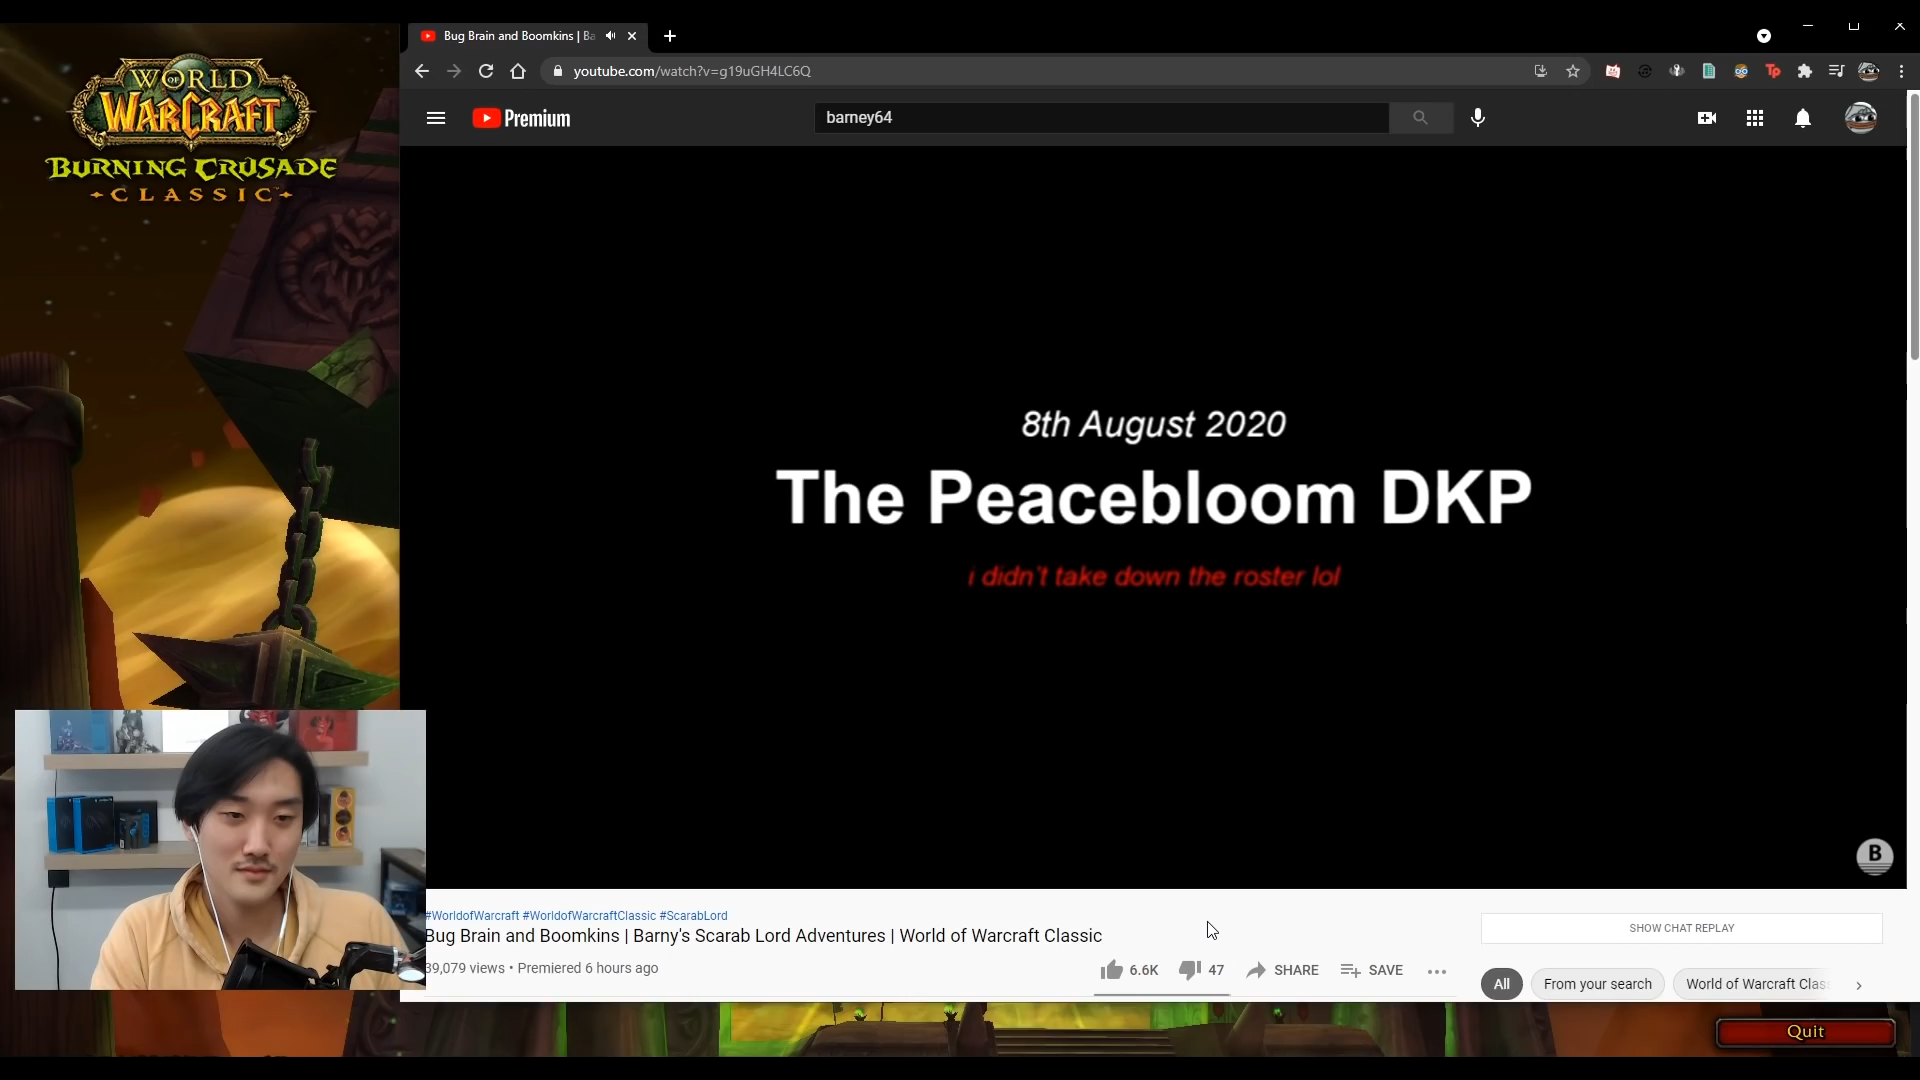 WORLD
OF
WARCRAFT
BURNING CRUSADE
CLASSIC
Bug Brain and Boomkins | Ba
youtube.com/watch?v=g19uGH4LC6Q
Premium
barney64
8th August 2020
The Peacebloom DKP
i didn't take down the roster lol
B
#WorldofWarcraft #WorldofWarcraftClassic #ScarabLord
Bug Brain and Boomkins | Barny's Scarab Lord Adventures | World of Warcraft Classic
39,079 views • Premiered 6 hours ago
6.6K
47
SHARE
SAVE
SHOW CHAT REPLAY
All
From your search
World of Warcraft Clas
Quit